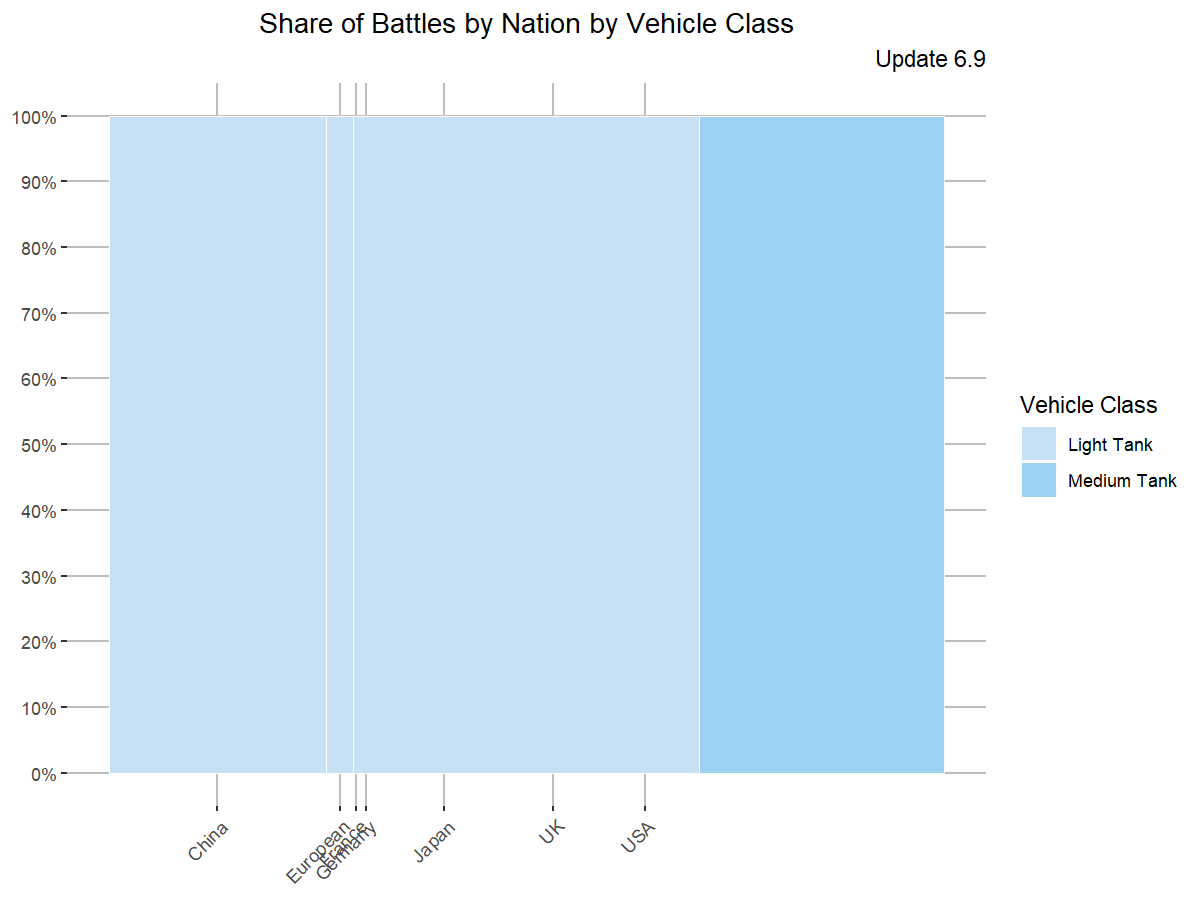 Share of Battles by Nation by Vehicle Class
Update 6.9
100%
90%
80%
70%
60%
50%
40%
30%
20%
10%
0%
China
European
France
Germany
Japan
UK
USA
Vehicle Class
Light Tank
Medium Tank